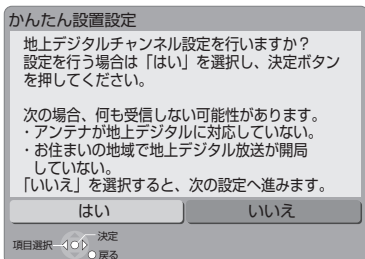 かんたん設置設定
地上デジタルチャンネル設定を行いますか？
設定を行う場合は「はい」を選択し、決定ボタン
を押してください。
次の場合、何も受信しない可能性があります。
・アンテナが地上デジタルに対応していない。
・お住まいの地域で地上デジタル放送が開局
していない。
「いいえ」を選択すると、次の設定へ進みます。
はい
いいえ
項目選択
決定
戻る